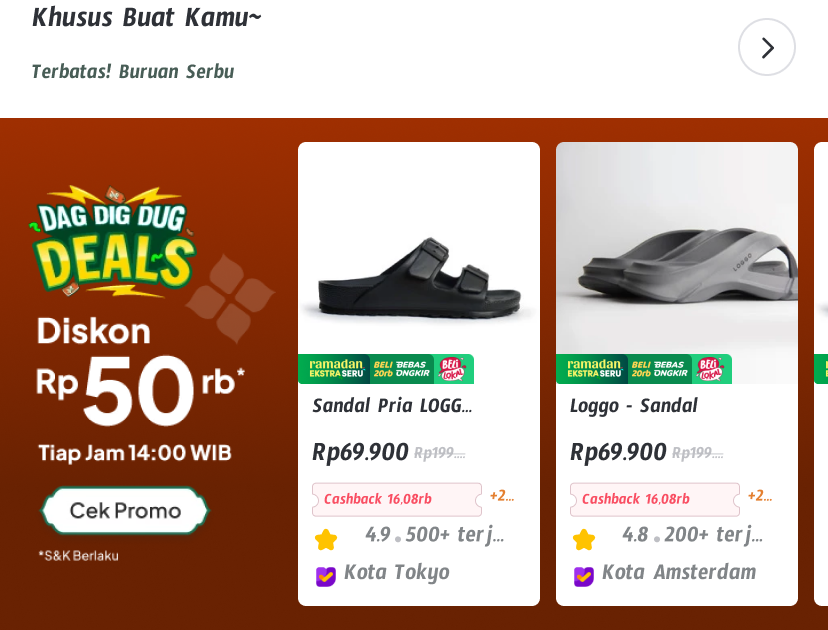 Khusus Buat Kamu~
Terbatas! Buruan Serbu
DAG DIG DUG
DEALS
Diskon
Rp50rb*
Tiap Jam 14:00 WIB
Cek Promo
*S&K Berlaku
ramadan
EKSTRA SERU
BELI BEBAS
20rb ONGKIR
BELI
LOKAL
Sandal Pria LOGG...
Rp69.900 Rp199....
Cashback 16,08rb +2...
4.9 500+ terj...
Kota Tokyo
LOGGO
ramadan
EKSTRA SERU
BELI BEBAS
20rb ONGKIR
BELI
LOKAL
Loggo - Sandal
Rp69.900 Rp199....
Cashback 16,08rb +2...
4.8 200+ terj...
Kota Amsterdam